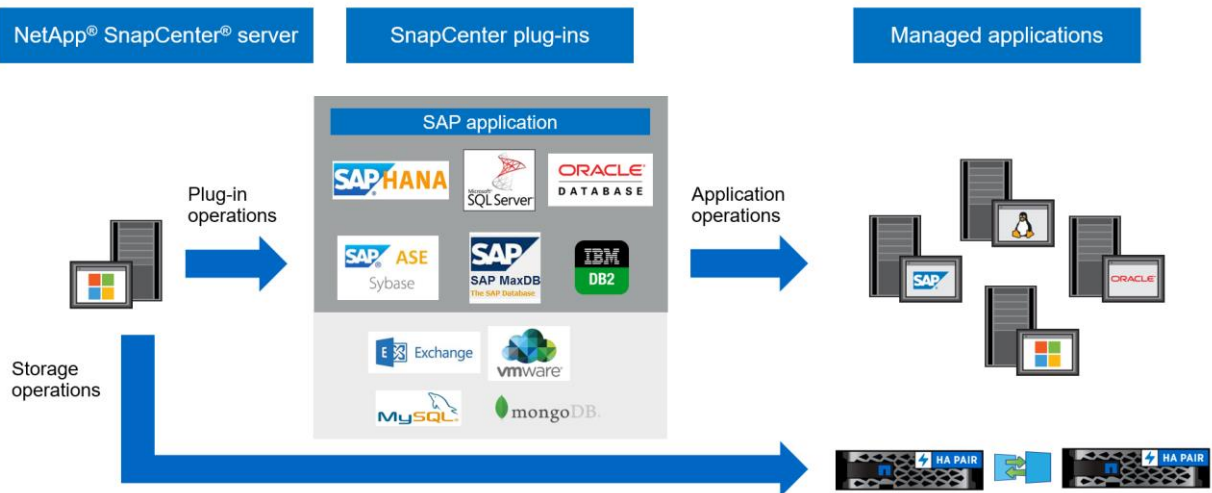 NetApp® SnapCenter® server
SnapCenter plug-ins
Managed applications
SAP application
SAP HANA
Microsoft®
SQL Server
ORACLE®
DATABASE
Plug-in
operations
Application
operations
SAP® ASE
Sybase
SAP
SAP MaxDB
The SAP Database
IBM
DB2
SAP
ORACLE
E Exchange
vmware®
MySQL®
mongoDB®
Storage
operations
HA PAIR
HA PAIR